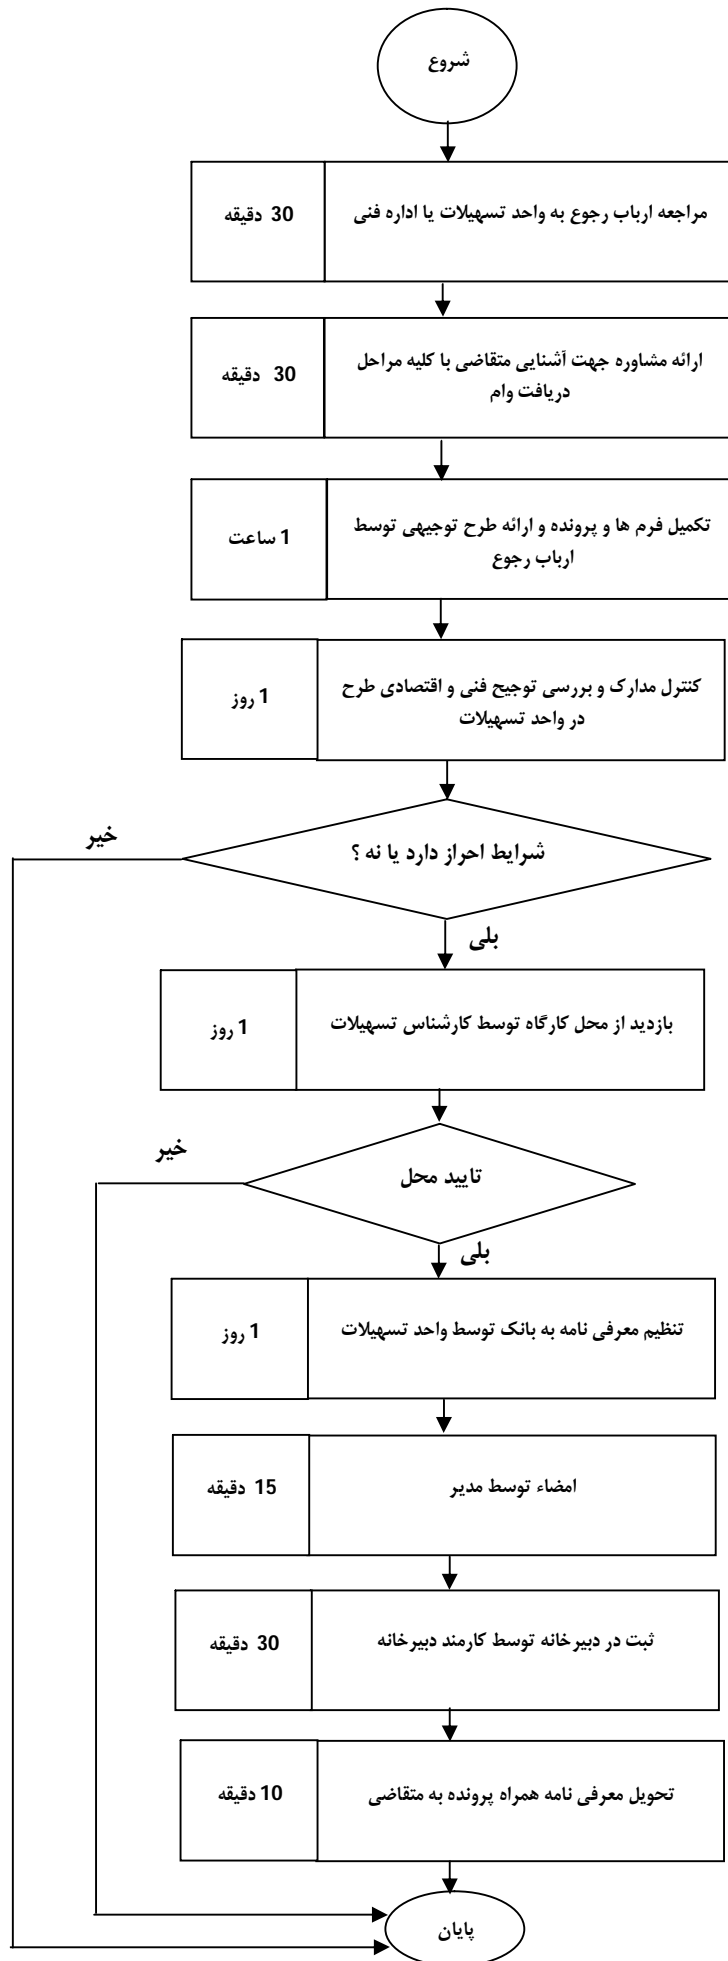 شروع
مراجعه ارباب رجوع به واحد تسهیلات یا اداره فنی
30 دقیقه
ارائه مشاوره جهت آشنایی متقاضی با کلیه مراحل
دریافت وام
30 دقیقه
تکمیل فرم ها و پرونده و ارائه طرح توجیهی توسط
ارباب رجوع
1 ساعت
کنترل مدارک و بررسی توجیح فنی و اقتصادی طرح
در واحد تسهیلات
1 روز
شرایط احراز دارد یا نه ؟
خیر
بلی
بازدید از محل کارگاه توسط کارشناس تسهیلات
1 روز
تایید محل
خیر
بلی
تنظیم معرفی نامه به بانک توسط واحد تسهیلات
1 روز
امضاء توسط مدیر
15 دقیقه
ثبت در دبیرخانه توسط کارمند دبیرخانه
30 دقیقه
تحویل معرفی نامه همراه پرونده به متقاضی
10 دقیقه
پایان